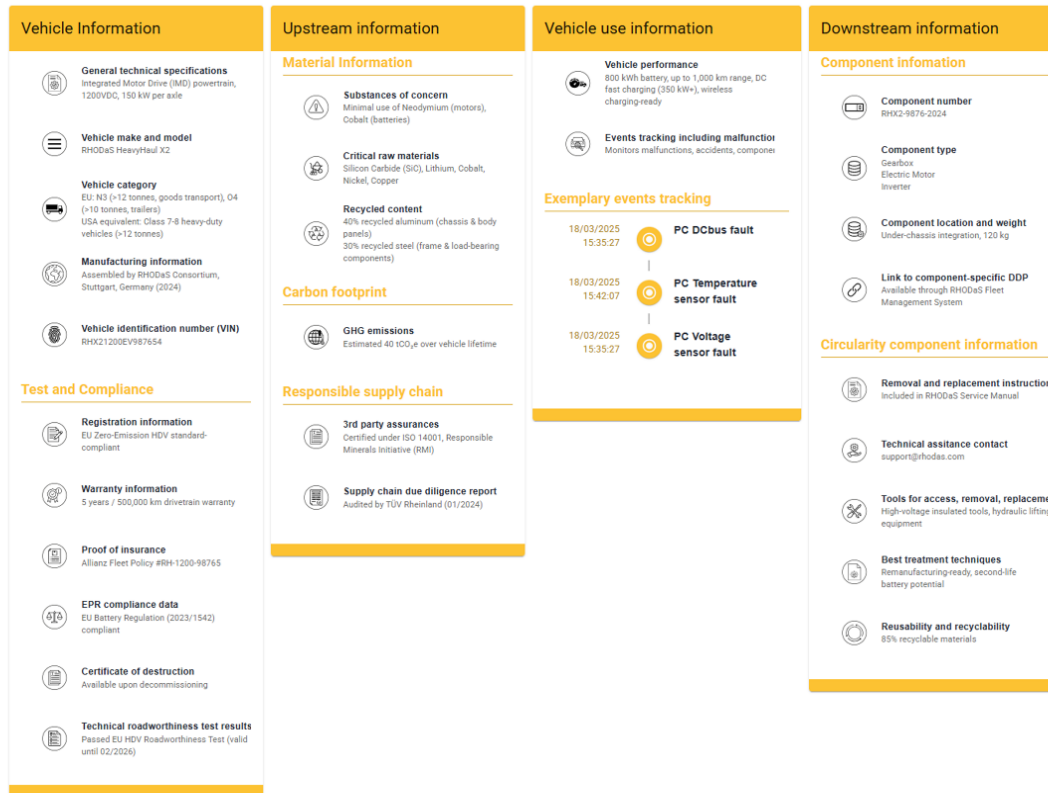 Vehicle Information
General technical specifications
Integrated Motor Drive (IMD) powertrain,
1200VDC, 150 kW per axle
Vehicle make and model
RHODaS HeavyHaul X2
Vehicle category
EU: N3 (>12 tonnes, goods transport), O4
(>10 tonnes, trailers)
USA equivalent: Class 7-8 heavy-duty
vehicles (>12 tonnes)
Manufacturing information
Assembled by RHODaS Consortium,
Stuttgart, Germany (2024)
Vehicle identification number (VIN)
RHX21200EV987654
Test and Compliance
Registration information
EU Zero-Emission HDV standard-
compliant
Warranty information
5 years / 500,000 km drivetrain warranty
Proof of insurance
Allianz Fleet Policy #RH-1200-98765
EPR compliance data
EU Battery Regulation (2023/1542)
compliant
Certificate of destruction
Available upon decommissioning
Technical roadworthiness test results
Passed EU HDV Roadworthiness Test (valid
until 02/2026)
Upstream information
Material Information
Substances of concern
Minimal use of Neodymium (motors),
Cobalt (batteries)
Critical raw materials
Silicon Carbide (SiC), Lithium, Cobalt,
Nickel, Copper
Recycled content
40% recycled aluminum (chassis & body
panels)
30% recycled steel (frame & load-bearing
components)
Carbon footprint
GHG emissions
Estimated 40 tCO₂e over vehicle lifetime
Responsible supply chain
3rd party assurances
Certified under ISO 14001, Responsible
Minerals Initiative (RMI)
Supply chain due diligence report
Audited by TÜV Rheinland (01/2024)
Vehicle use information
Vehicle performance
800 kWh battery, up to 1,000 km range, DC
fast charging (350 kW+), wireless
charging-ready
Events tracking including malfunction
Monitors malfunctions, accidents, compone
Exemplary events tracking
18/03/2025
15:35:27
PC DCbus fault
18/03/2025
15:42:07
PC Temperature
sensor fault
18/03/2025
15:35:27
PC Voltage
sensor fault
Downstream information
Component infomation
Component number
RHX2-9876-2024
Component type
Gearbox
Electric Motor
Inverter
Component location and weight
Under-chassis integration, 120 kg
Link to component-specific DDP
Available through RHODaS Fleet
Management System
Circularity component information
Removal and replacement instruction
Included in RHODaS Service Manual
Technical assitance contact
support@rhodas.com
Tools for access, removal, replaceme
High-voltage insulated tools, hydraulic lifting
equipment
Best treatment techniques
Remanufacturing-ready, second-life
battery potential
Reusability and recyclability
85% recyclable materials